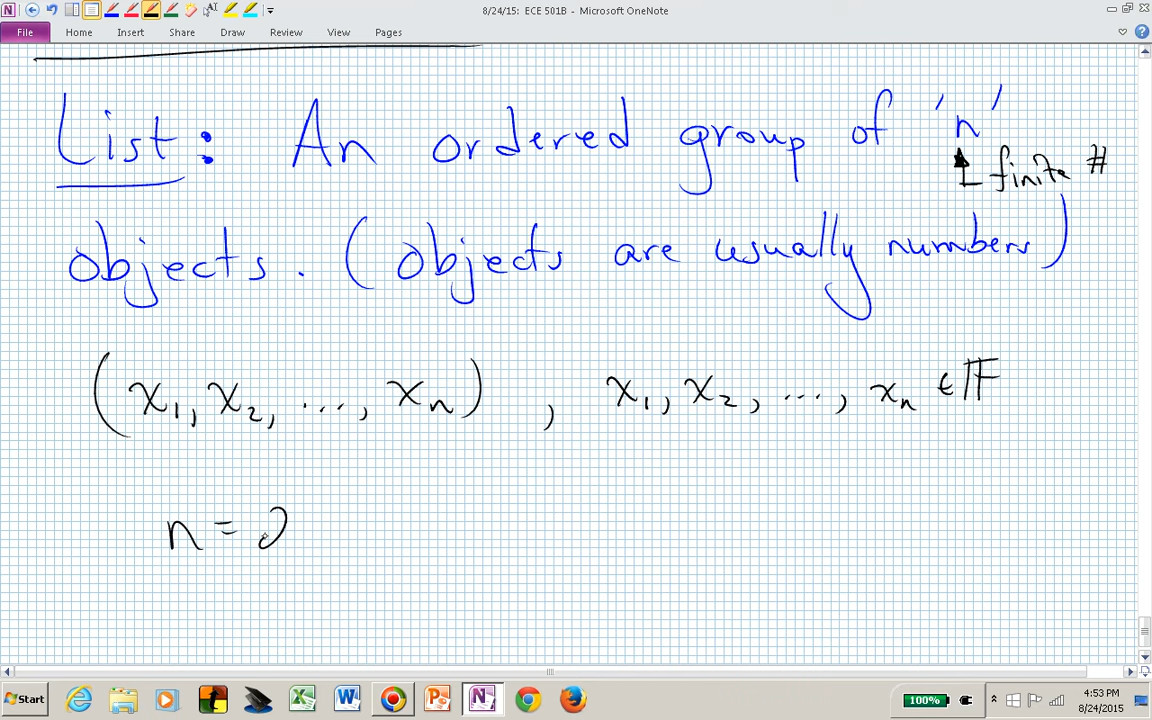 8/24/15: ECE 501B - Microsoft OneNote
File Home Insert Share Draw Review View Pages
List: An ordered group of 'n'
finite #
objects. (objects are usually numbers)
(x₁, x₂, ..., xₙ) , x₁, x₂, ..., xₙ ∈ 𝔽
n = 0
Start 100% 4:53 PM
8/24/2015